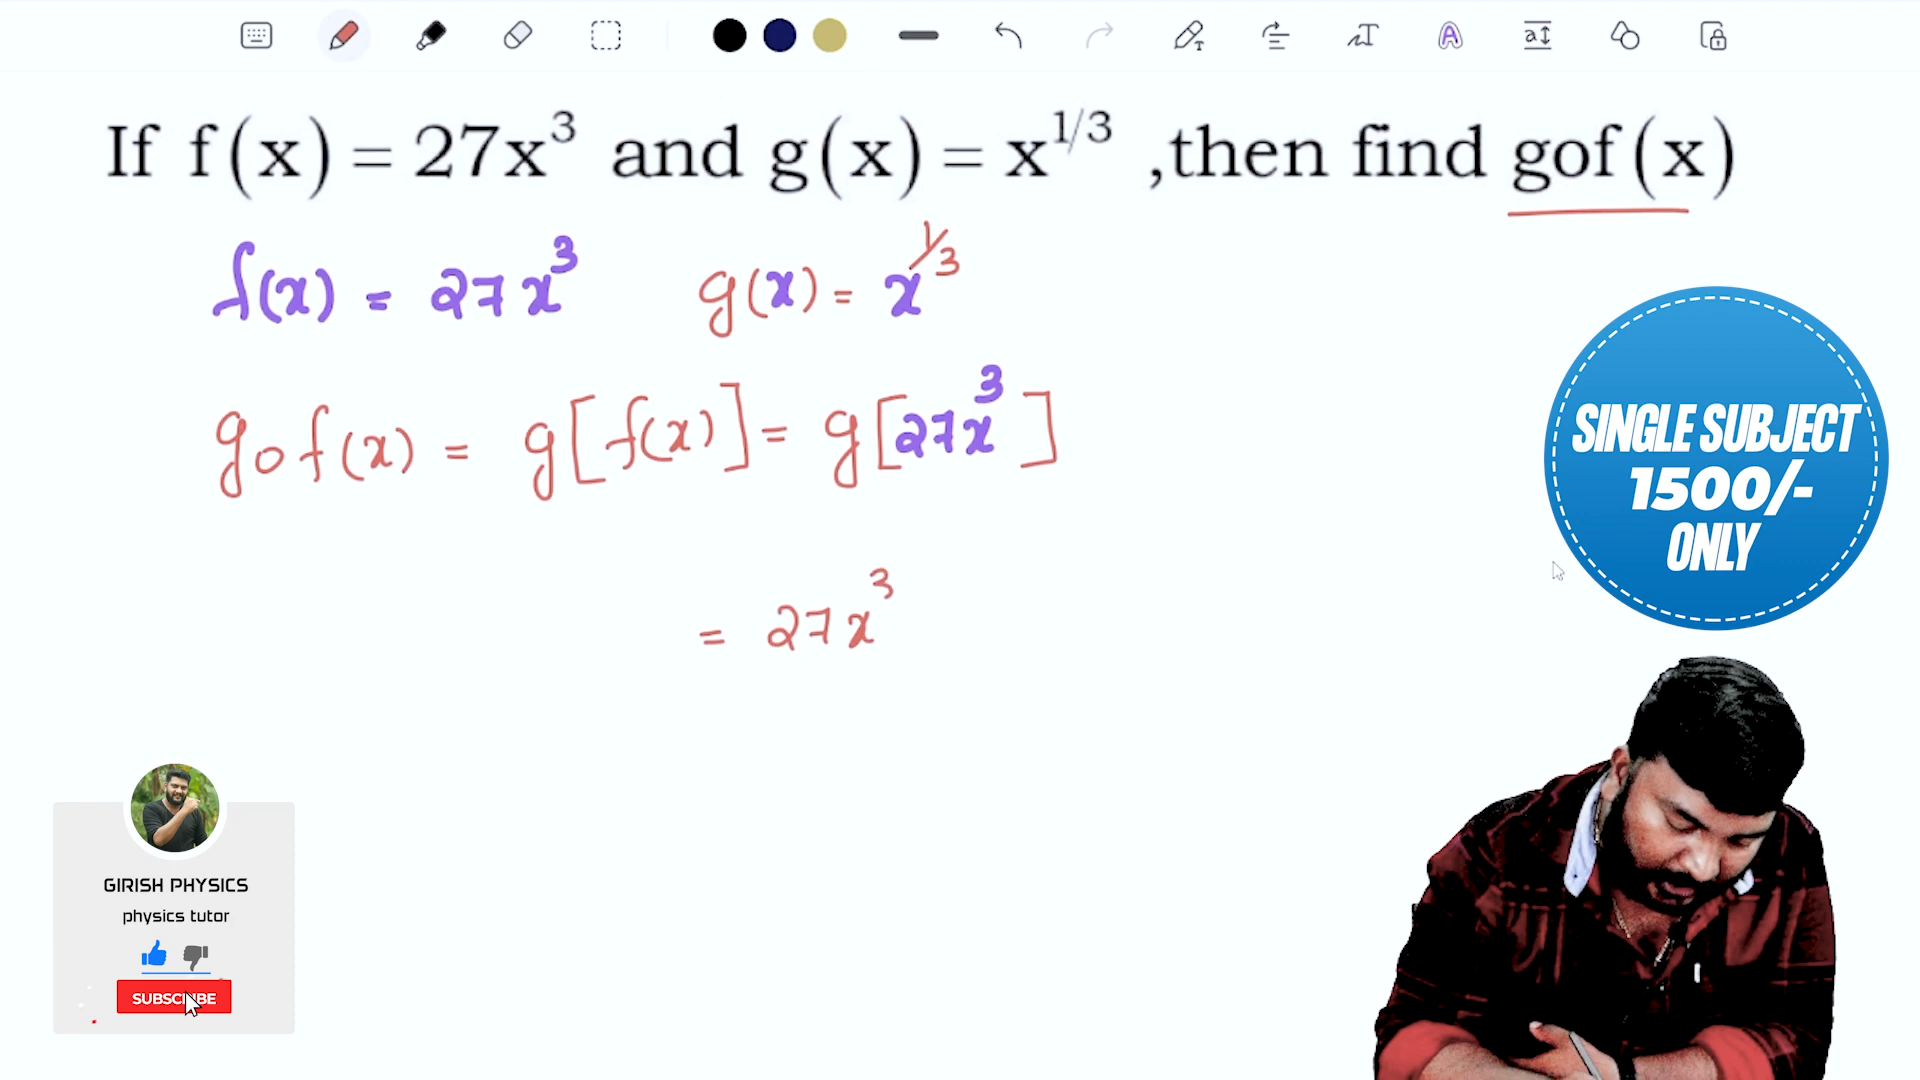 If f(x) = 27x³ and g(x) = x^{1/3} ,then find gof(x)
f(x) = 27x³   g(x) = x^{1/3}
gof(x) = g[f(x)] = g[27x³]
= 27x³
SINGLE SUBJECT
1500/-
ONLY
GIRISH PHYSICS
physics tutor
SUBSCRIBE